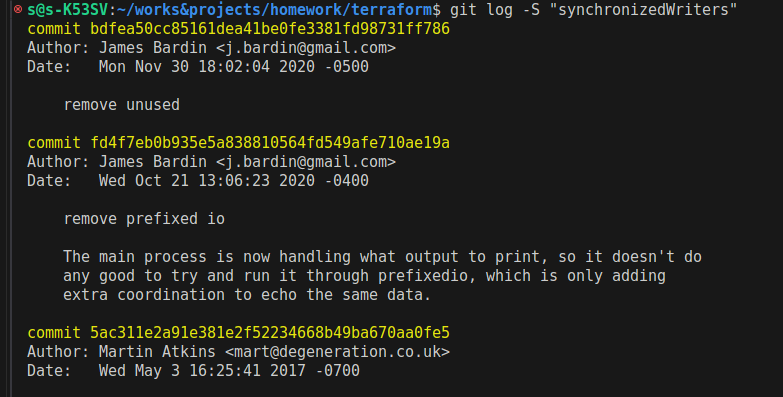 s@s-K53SV:~/works&projects/homework/terraform$ git log -S "synchronizedWriters"
commit bdfea50cc85161dea41be0fe3381fd98731ff786
Author: James Bardin <j.bardin@gmail.com>
Date:   Mon Nov 30 18:02:04 2020 -0500
remove unused
commit fd4f7eb0b935e5a838810564fd549afe710ae19a
Author: James Bardin <j.bardin@gmail.com>
Date:   Wed Oct 21 13:06:23 2020 -0400
remove prefixed io
The main process is now handling what output to print, so it doesn't do
any good to try and run it through prefixedio, which is only adding
extra coordination to echo the same data.
commit 5ac311e2a91e381e2f52234668b49ba670aa0fe5
Author: Martin Atkins <mart@degeneration.co.uk>
Date:   Wed May 3 16:25:41 2017 -0700